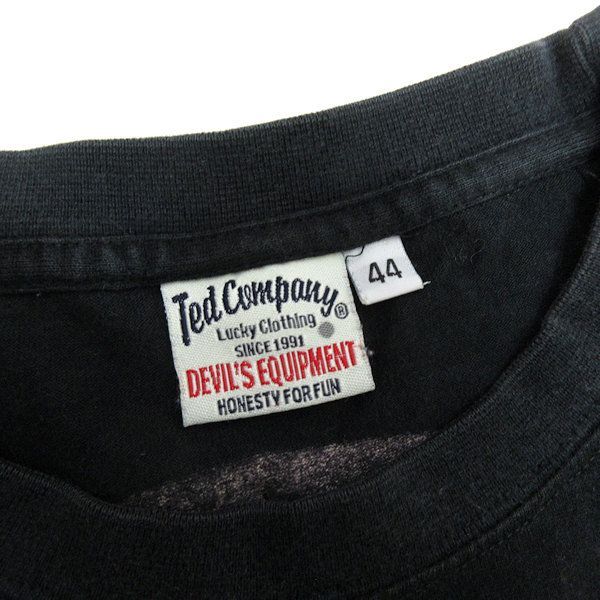 Ted Company®
Lucky Clothing
SINCE 1991
DEVIL'S EQUIPMENT
HONESTY FOR FUN
44